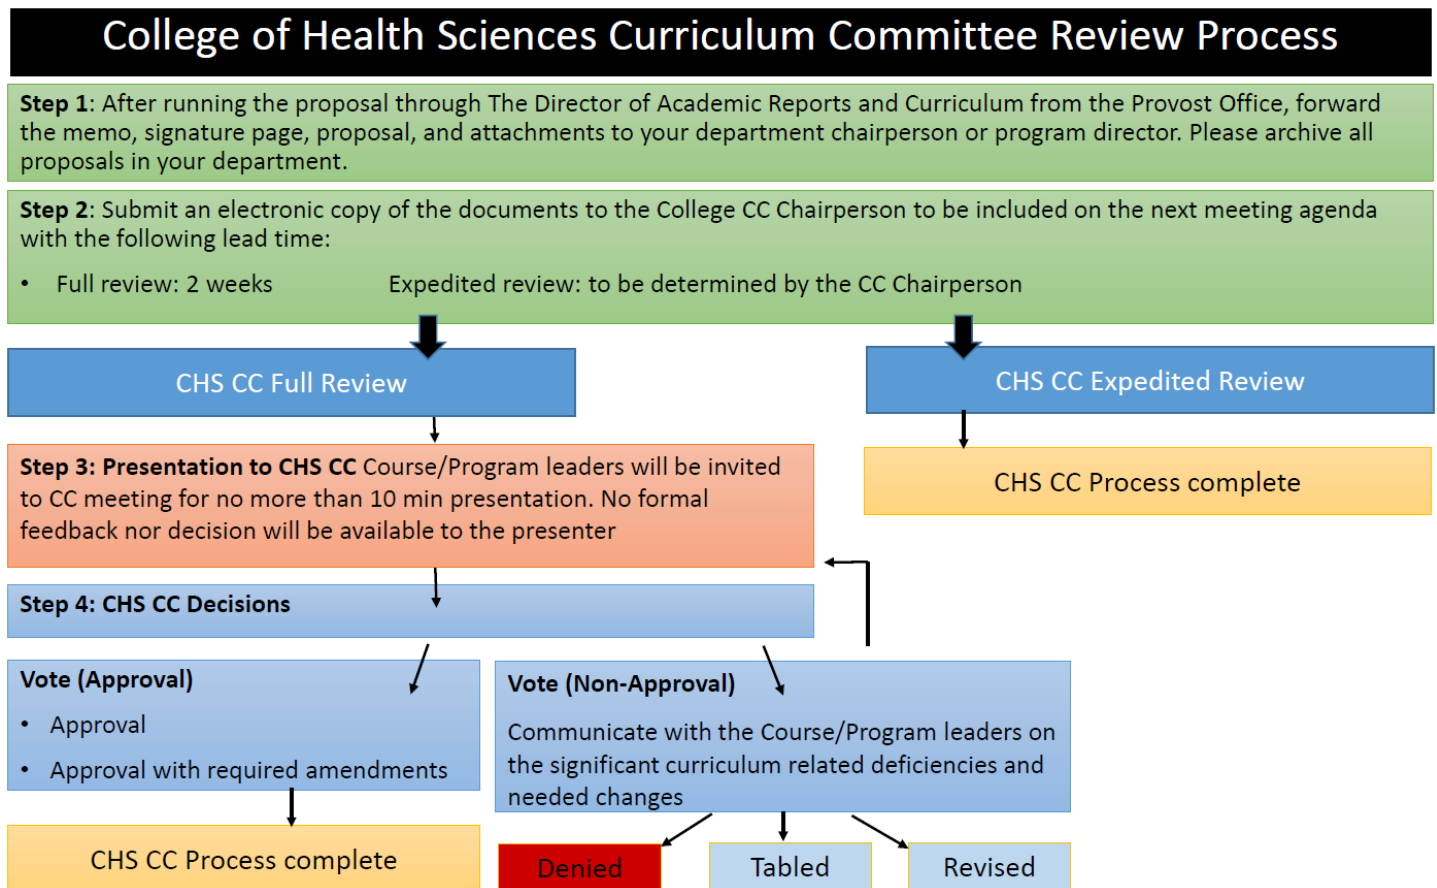 College of Health Sciences Curriculum Committee Review Process
Step 1: After running the proposal through The Director of Academic Reports and Curriculum from the Provost Office, forward
the memo, signature page, proposal, and attachments to your department chairperson or program director. Please archive all
proposals in your department.
Step 2: Submit an electronic copy of the documents to the College CC Chairperson to be included on the next meeting agenda
with the following lead time:
• Full review: 2 weeks Expedited review: to be determined by the CC Chairperson
CHS CC Full Review
CHS CC Expedited Review
Step 3: Presentation to CHS CC Course/Program leaders will be invited
to CC meeting for no more than 10 min presentation. No formal
feedback nor decision will be available to the presenter
CHS CC Process complete
Step 4: CHS CC Decisions
Vote (Approval)
• Approval
• Approval with required amendments
Vote (Non-Approval)
Communicate with the Course/Program leaders on
the significant curriculum related deficiencies and
needed changes
CHS CC Process complete
Denied
Tabled
Revised